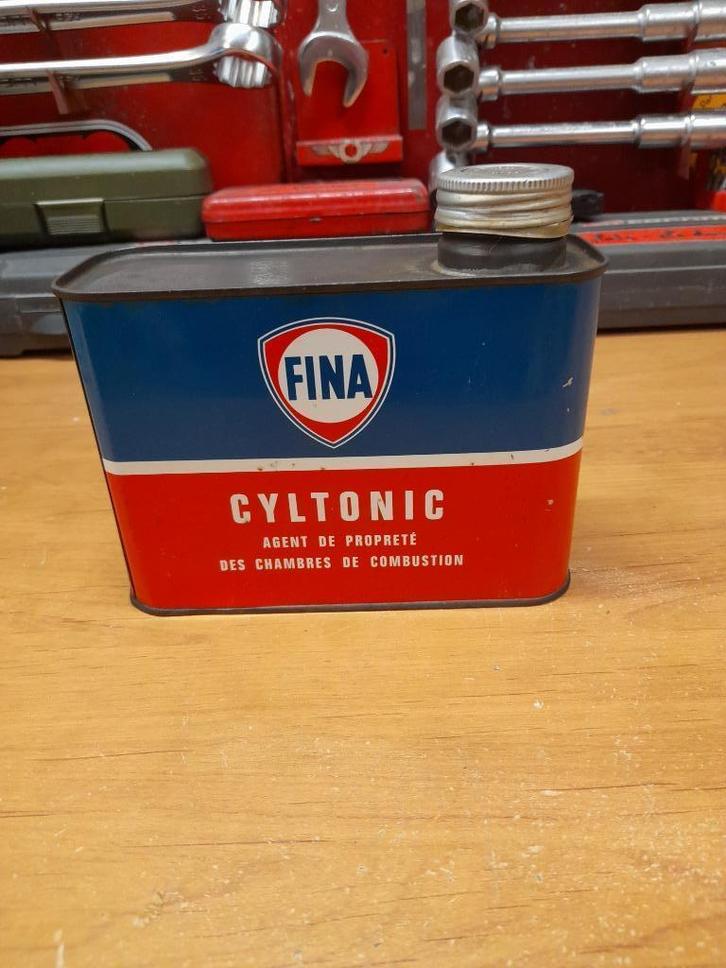 FINA
CYLTONIC
AGENT DE PROPRETÉ
DES CHAMBRES DE COMBUSTION